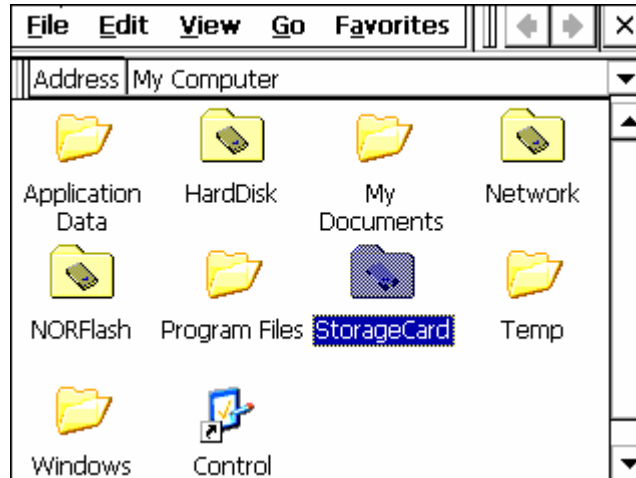 File Edit View Go Favorites
Address My Computer
Application Data HardDisk My Documents Network
NORFlash Program Files StorageCard Temp
Windows Control